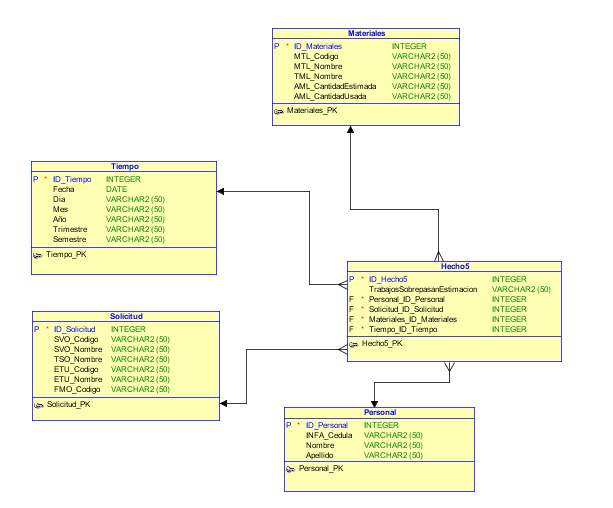 Materiales
P * ID_Materiales INTEGER
MTL_Codigo VARCHAR2 (50)
MTL_Nombre VARCHAR2 (50)
TML_Nombre VARCHAR2 (50)
AML_CantidadEstimada VARCHAR2 (50)
AML_CantidadUsada VARCHAR2 (50)
Materiales_PK
Tiempo
P * ID_Tiempo INTEGER
Fecha DATE
Dia VARCHAR2 (50)
Mes VARCHAR2 (50)
Año VARCHAR2 (50)
Trimestre VARCHAR2 (50)
Semestre VARCHAR2 (50)
Tiempo_PK
Hecho5
P * ID_Hecho5 INTEGER
TrabajosSobrepasanEstimacion VARCHAR2 (50)
F * Personal_ID_Personal INTEGER
F * Solicitud_ID_Solicitud INTEGER
F * Materiales_ID_Materiales INTEGER
F * Tiempo_ID_Tiempo INTEGER
Hecho5_PK
Solicitud
P * ID_Solicitud INTEGER
SVO_Codigo VARCHAR2 (50)
SVO_Nombre VARCHAR2 (50)
TSO_Nombre VARCHAR2 (50)
ETU_Codigo VARCHAR2 (50)
ETU_Nombre VARCHAR2 (50)
FMO_Codigo VARCHAR2 (50)
Solicitud_PK
Personal
P * ID_Personal INTEGER
INFA_Cedula VARCHAR2 (50)
Nombre VARCHAR2 (50)
Apellido VARCHAR2 (50)
Personal_PK